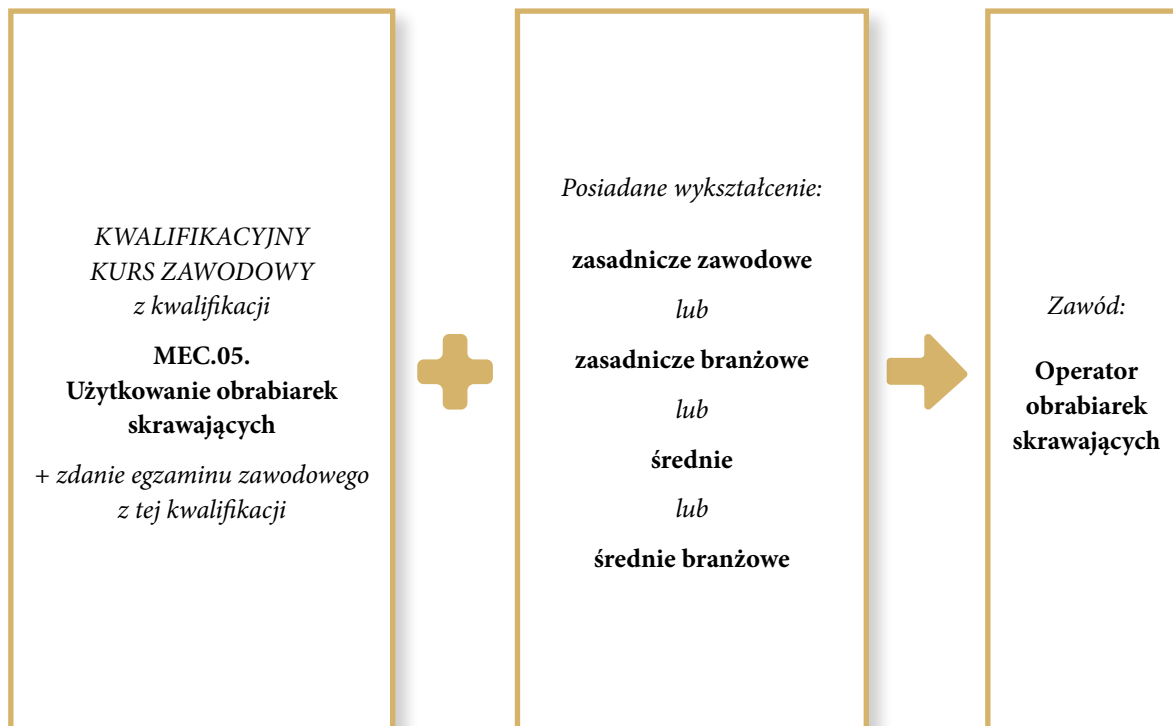 KWALIFIKACYJNY
KURS ZAWODOWY
z kwalifikacji
MEC.05.
Użytkowanie obrabiarek
skrawających
+ zdanie egzaminu zawodowego
z tej kwalifikacji
Posiadane wykształcenie:
zasadnicze zawodowe
lub
zasadnicze branżowe
lub
średnie
lub
średnie branżowe
Zawód:
Operator
obrabiarek
skrawających